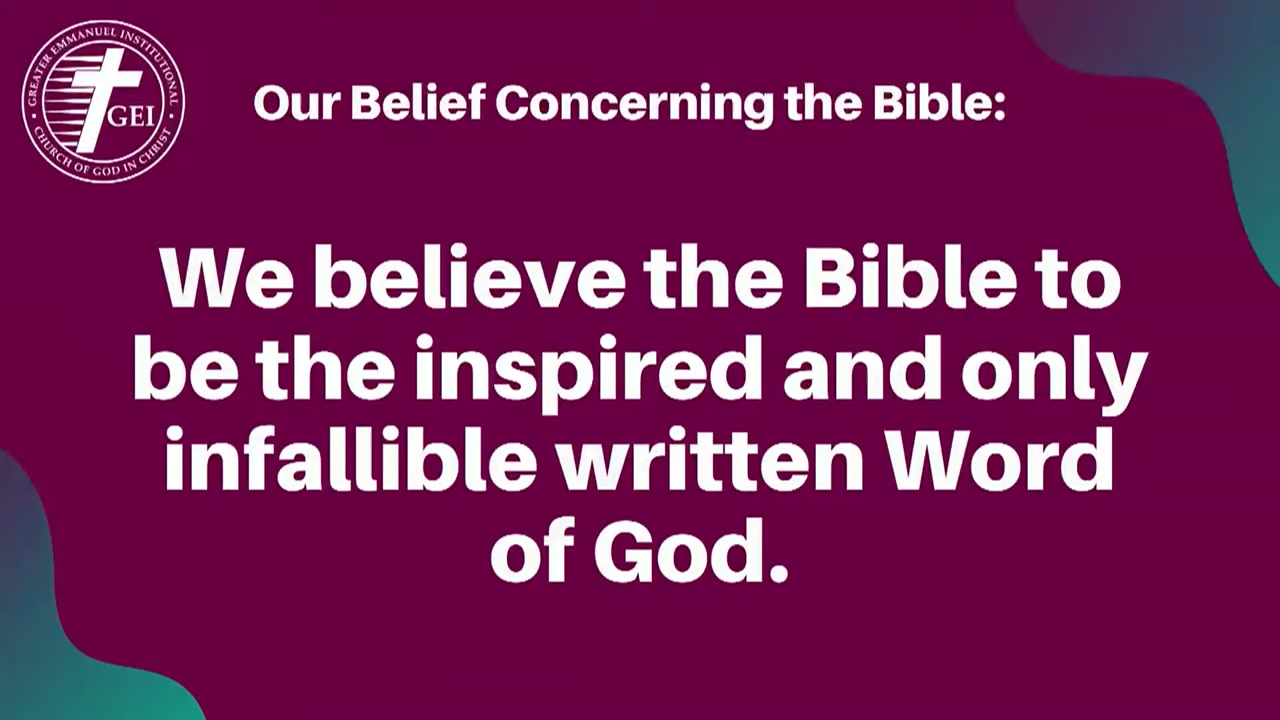 GREATER EMMANUEL INSTITUTIONAL
GEI
CHURCH OF GOD IN CHRIST
Our Belief Concerning the Bible:
We believe the Bible to
be the inspired and only
infallible written Word
of God.